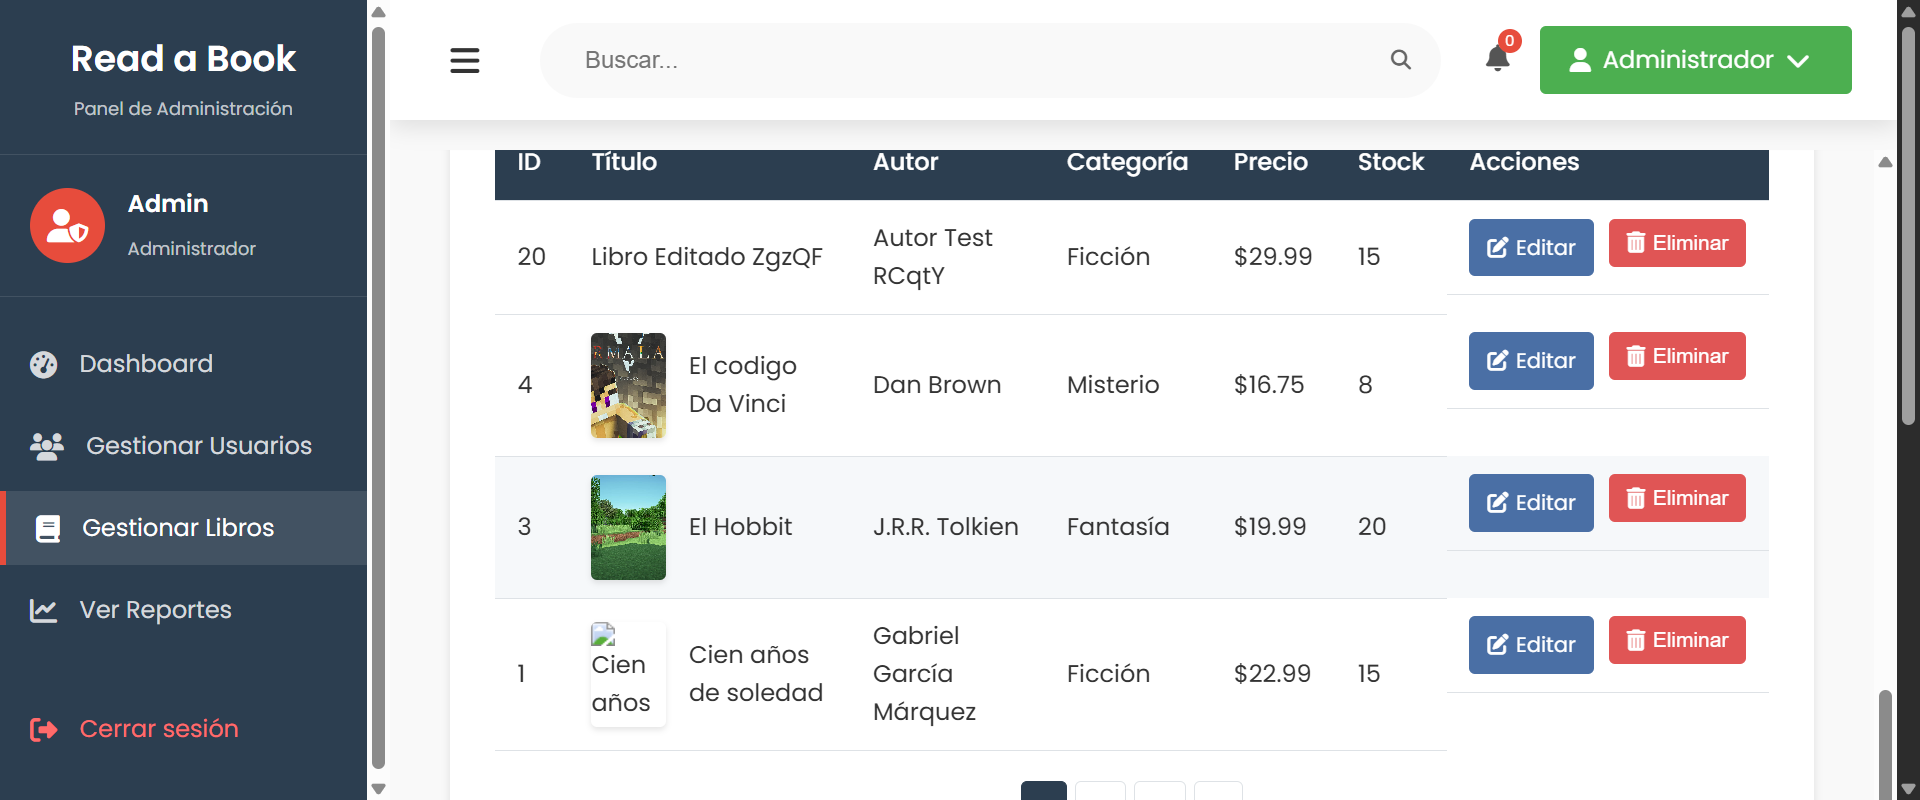 Read a Book
Panel de Administración
Admin
Administrador
Dashboard
Gestionar Usuarios
Gestionar Libros
Ver Reportes
Cerrar sesión
Buscar...
0
Administrador
ID Título Autor Categoría Precio Stock Acciones
20 Libro Editado ZgzQF Autor Test RCqtY Ficción $29.99 15 Editar Eliminar
4 El codigo Da Vinci Dan Brown Misterio $16.75 8 Editar Eliminar
3 El Hobbit J.R.R. Tolkien Fantasía $19.99 20 Editar Eliminar
1 Cien años Cien años de soledad Gabriel García Márquez Ficción $22.99 15 Editar Eliminar